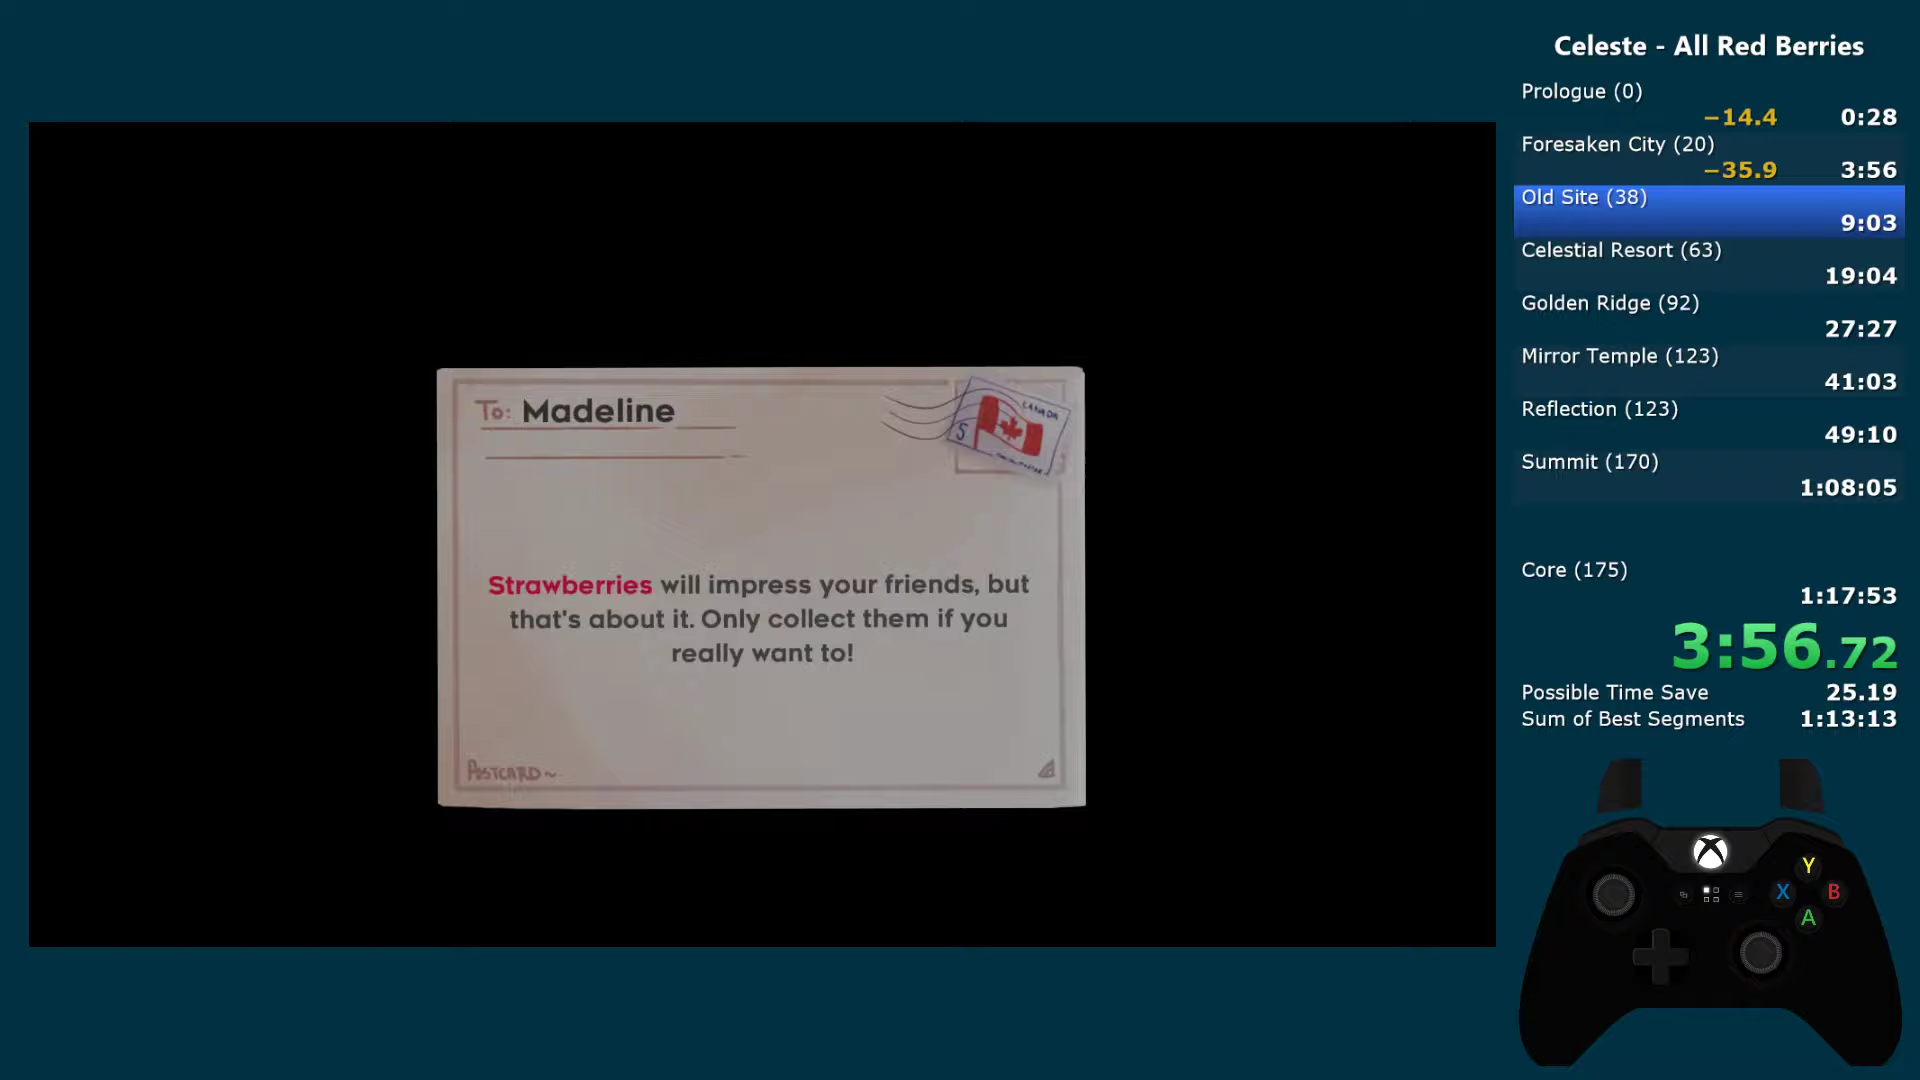 Celeste - All Red Berries
Prologue (0)
−14.4 0:28
Foresaken City (20)
−35.9 3:56
Old Site (38)
9:03
Celestial Resort (63)
19:04
Golden Ridge (92)
27:27
Mirror Temple (123)
41:03
Reflection (123)
49:10
Summit (170)
1:08:05
Core (175)
1:17:53
3:56.72
Possible Time Save 25.19
Sum of Best Segments 1:13:13
To: Madeline
CANADA
5
Strawberries will impress your friends, but
that's about it. Only collect them if you
really want to!
POSTCARD~
Y
X B
A